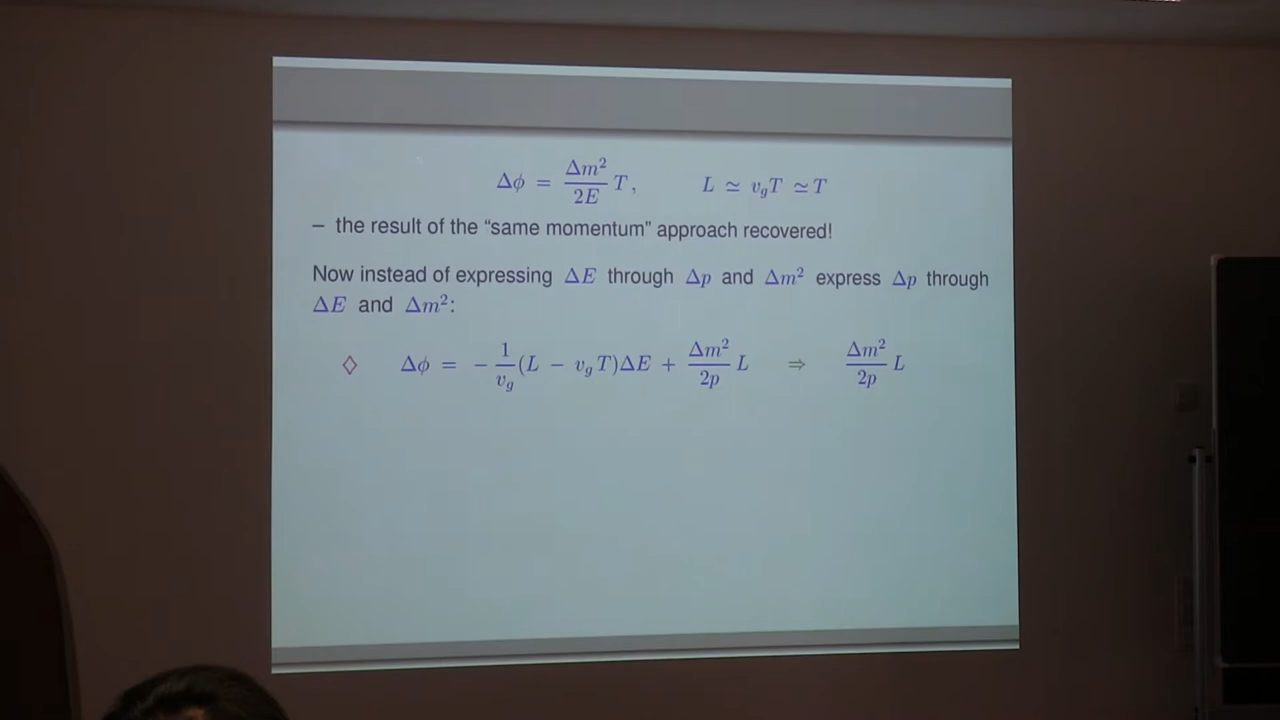 Δϕ = Δm²/2E T, L ≃ v_g T ≃ T
– the result of the “same momentum” approach recovered!
Now instead of expressing ΔE through Δp and Δm² express Δp through
ΔE and Δm²:
◊ Δϕ = − 1/v_g (L − v_g T)ΔE + Δm²/2p L ⇒ Δm²/2p L